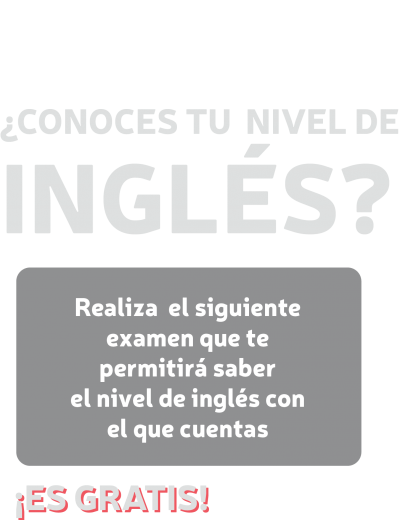 ¿CONOCES TU NIVEL DE
INGLÉS?
Realiza el siguiente
examen que te
permitirá saber
el nivel de inglés con
el que cuentas
¡ES GRATIS!